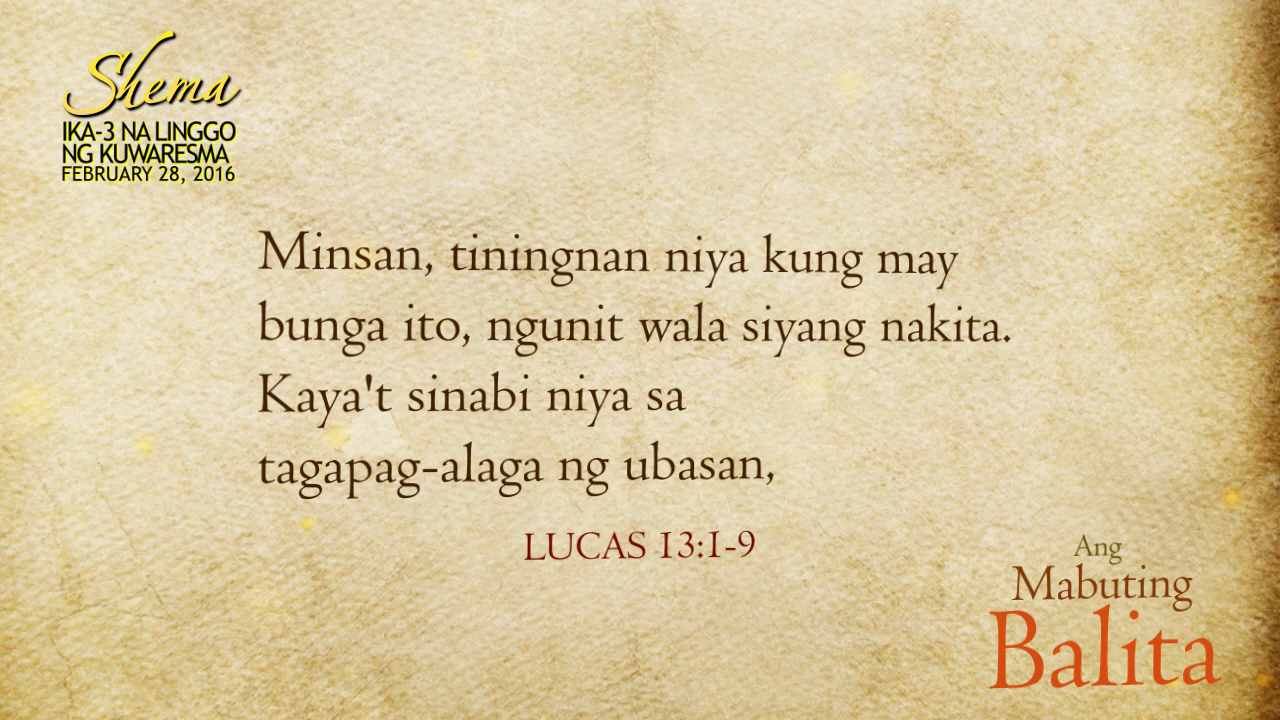 Shema
IKA-3 NA LINGGO
NG KUWARESMA
FEBRUARY 28, 2016
Minsan, tiningnan niya kung may
bunga ito, ngunit wala siyang nakita.
Kaya't sinabi niya sa
tagapag-alaga ng ubasan,
LUCAS 13:1-9
Ang
Mabuting
Balita